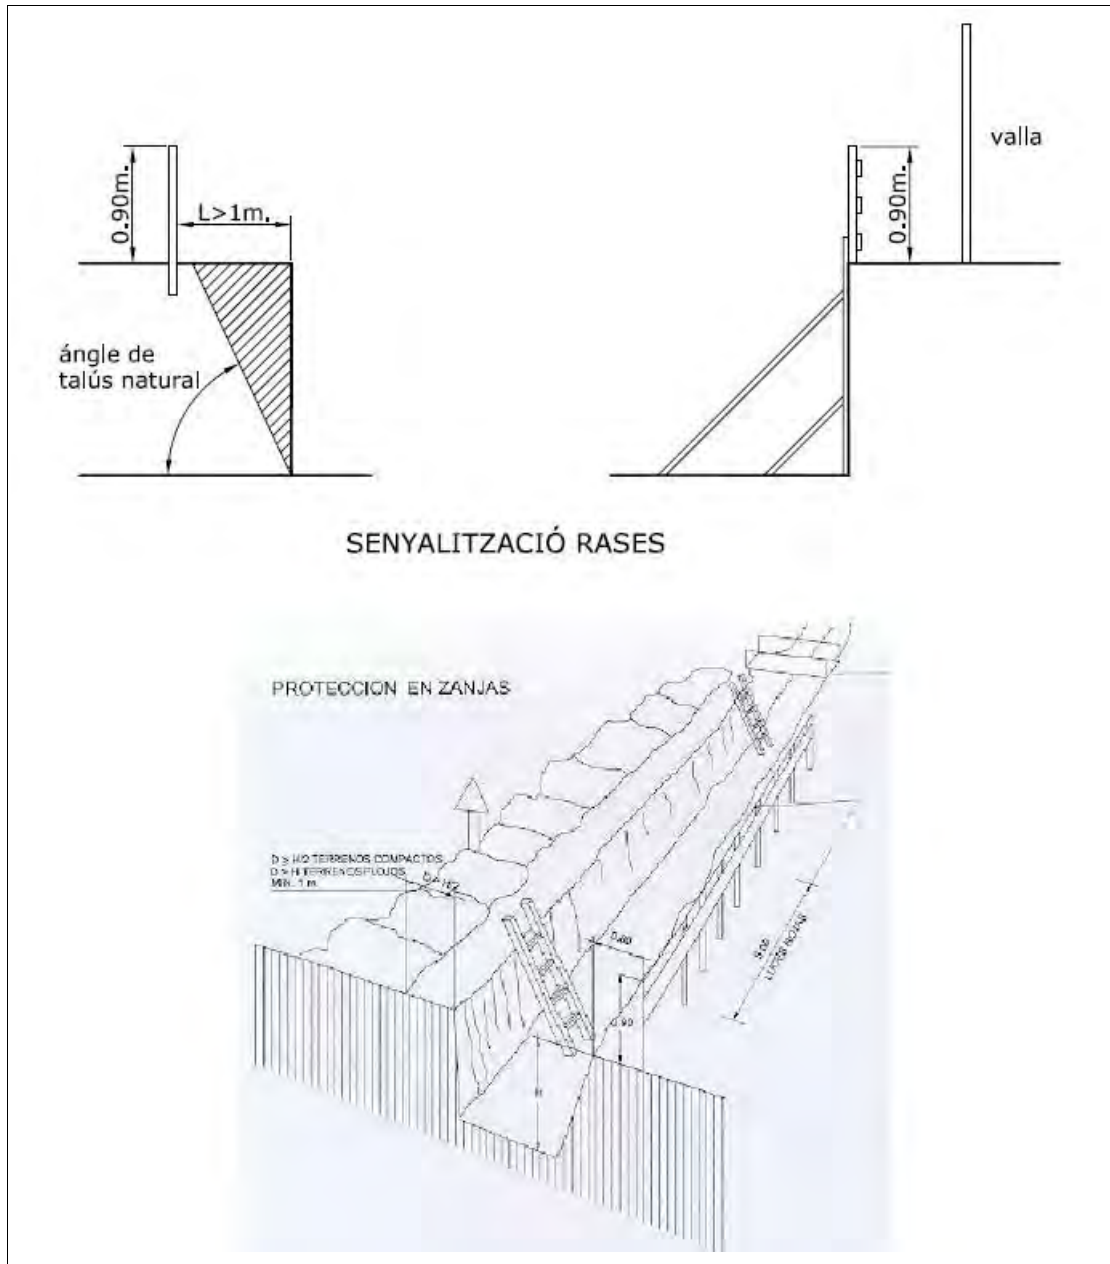 0.90m.
L>1m.
ángle de
talús natural
0.90m.
valla
SENYALITZACIÓ RASES
PROTECCION EN ZANJAS
D ≥ H/2 TERRENOS COMPACTOS
D > H TERRENOS FLOJOS
MIN. 1 m.
0.60
0.90
H